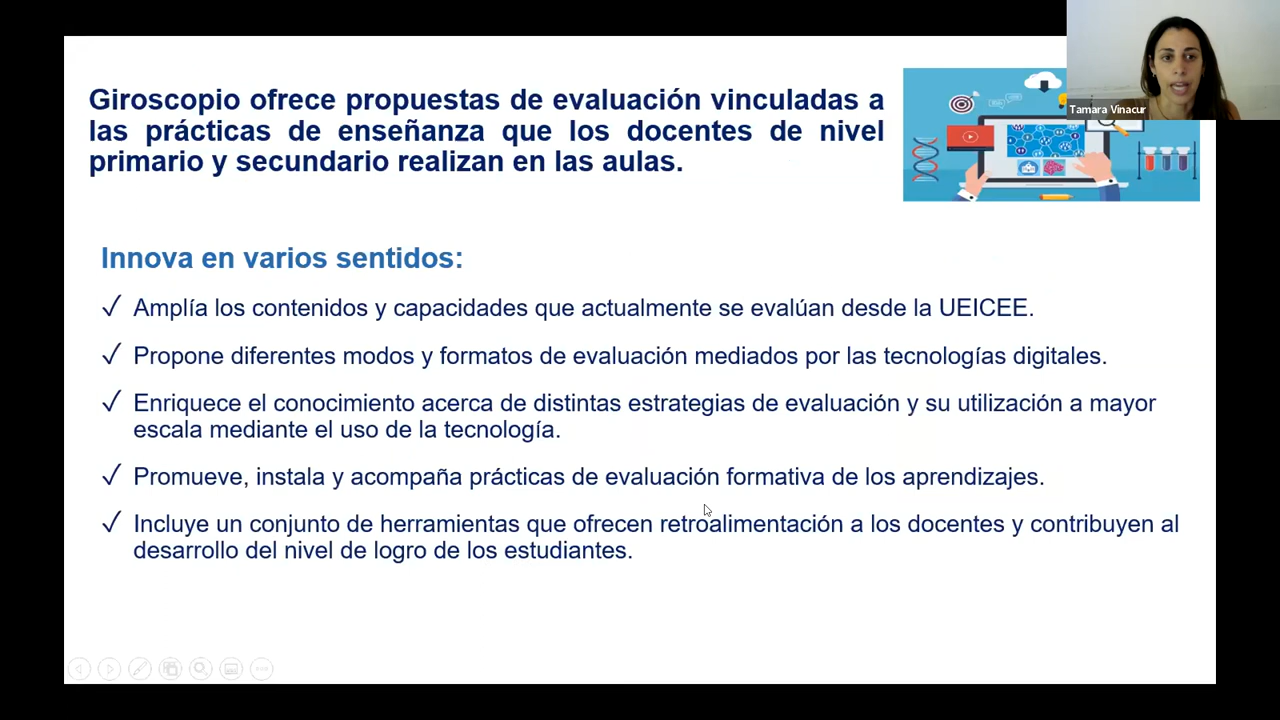 Giroscopio ofrece propuestas de evaluación vinculadas a
las prácticas de enseñanza que los docentes de nivel
primario y secundario realizan en las aulas.
Tamara Vinacur
Innova en varios sentidos:
✓ Amplía los contenidos y capacidades que actualmente se evalúan desde la UEICEE.
✓ Propone diferentes modos y formatos de evaluación mediados por las tecnologías digitales.
✓ Enriquece el conocimiento acerca de distintas estrategias de evaluación y su utilización a mayor
escala mediante el uso de la tecnología.
✓ Promueve, instala y acompaña prácticas de evaluación formativa de los aprendizajes.
✓ Incluye un conjunto de herramientas que ofrecen retroalimentación a los docentes y contribuyen al
desarrollo del nivel de logro de los estudiantes.